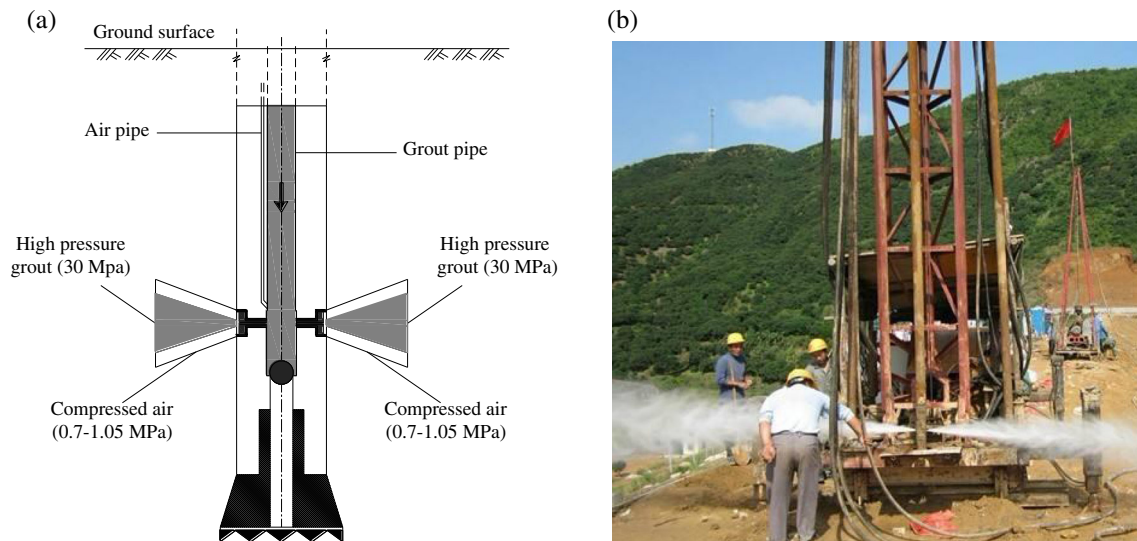 (a)
Ground surface
Air pipe
Grout pipe
High pressure
grout (30 Mpa)
High pressure
grout (30 MPa)
Compressed air
(0.7-1.05 MPa)
Compressed air
(0.7-1.05 MPa)
(b)